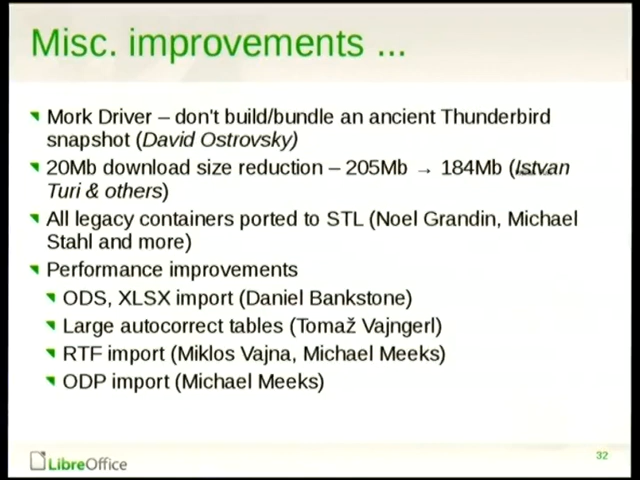 Misc. improvements ...
Mork Driver – don't build/bundle an ancient Thunderbird
snapshot (David Ostrovsky)
20Mb download size reduction – 205Mb → 184Mb (Istvan
Turi & others)
All legacy containers ported to STL (Noel Grandin, Michael
Stahl and more)
Performance improvements
ODS, XLSX import (Daniel Bankstone)
Large autocorrect tables (Tomaž Vajngerl)
RTF import (Miklos Vajna, Michael Meeks)
ODP import (Michael Meeks)
LibreOffice
32